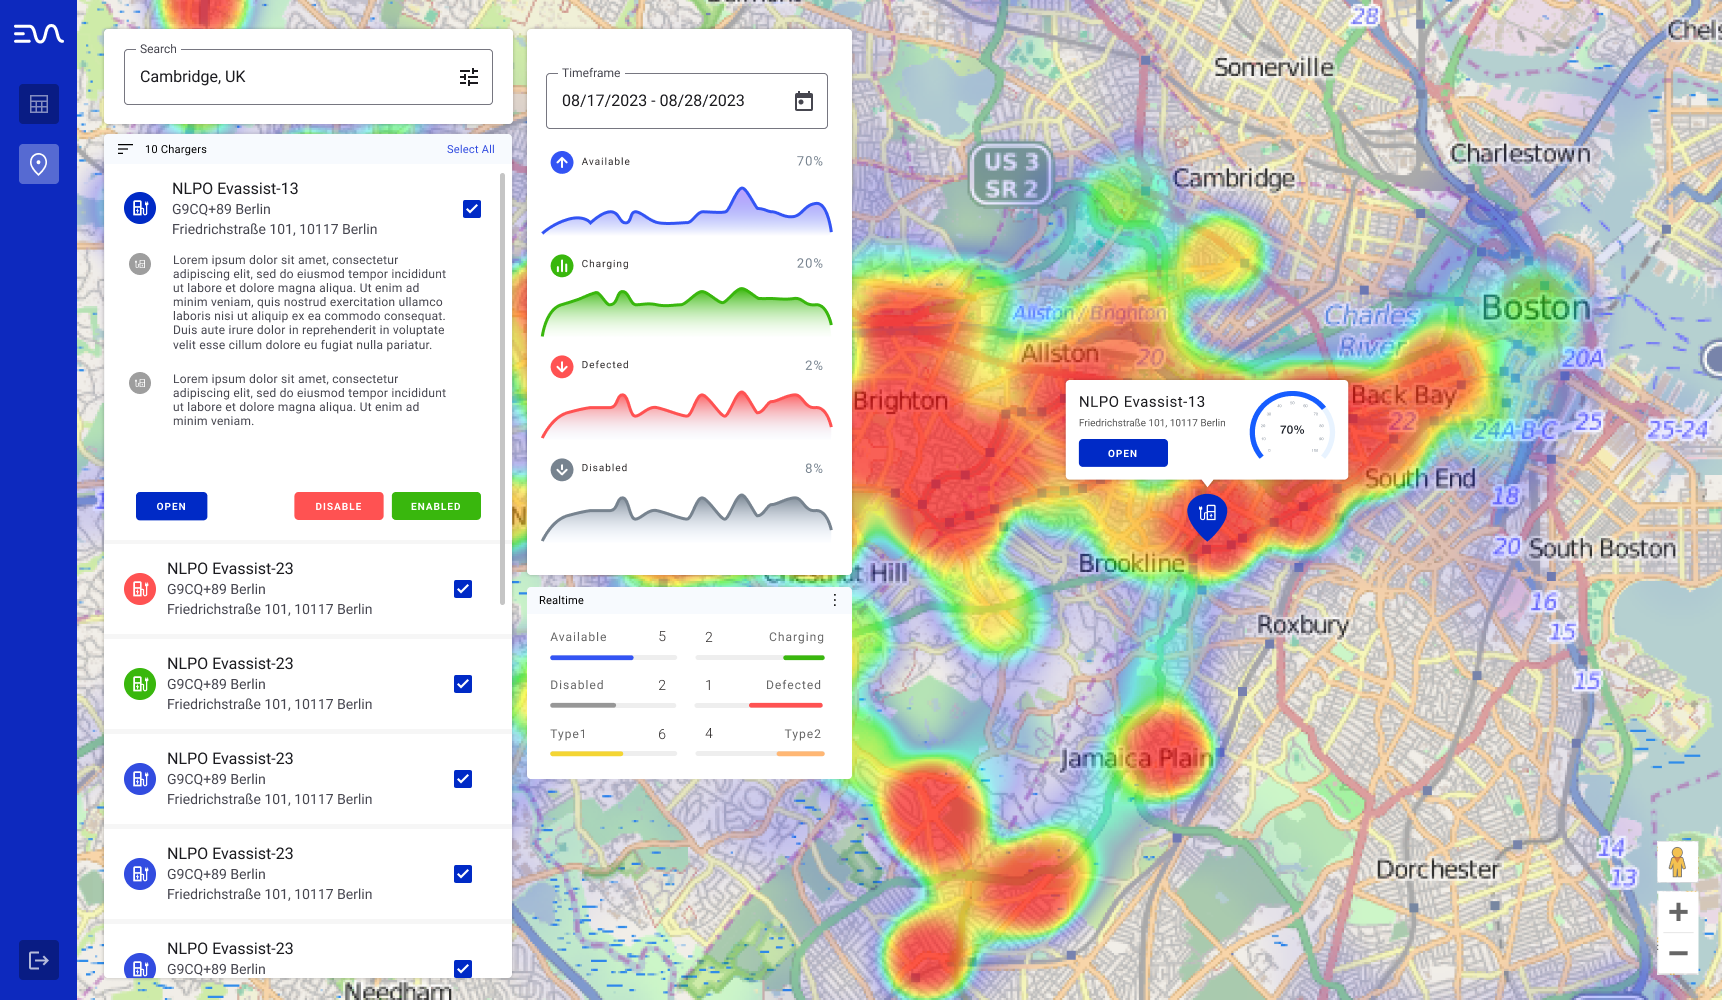 EVA
Search
Cambridge, UK
10 Chargers
Select All
NLPO Evassist-13
G9CQ+89 Berlin
Friedrichstraße 101, 10117 Berlin
Lorem ipsum dolor sit amet, consectetur
adipiscing elit, sed do eiusmod tempor incididunt
ut labore et dolore magna aliqua. Ut enim ad
minim veniam, quis nostrud exercitation ullamco
laboris nisi ut aliquip ex ea commodo consequat.
Duis aute irure dolor in reprehenderit in voluptate
velit esse cillum dolore eu fugiat nulla pariatur.
Lorem ipsum dolor sit amet, consectetur
adipiscing elit, sed do eiusmod tempor incididunt
ut labore et dolore magna aliqua. Ut enim ad
minim veniam.
OPEN
DISABLE
ENABLED
NLPO Evassist-23
G9CQ+89 Berlin
Friedrichstraße 101, 10117 Berlin
NLPO Evassist-23
G9CQ+89 Berlin
Friedrichstraße 101, 10117 Berlin
NLPO Evassist-23
G9CQ+89 Berlin
Friedrichstraße 101, 10117 Berlin
NLPO Evassist-23
G9CQ+89 Berlin
Friedrichstraße 101, 10117 Berlin
NLPO Evassist-23
G9CQ+89 Berlin
Timeframe
08/17/2023 - 08/28/2023
Available 70%
Charging 20%
Defected 2%
Disabled 8%
Realtime
Available 5 2 Charging
Disabled 2 1 Defected
Type1 6 4 Type2
28
Chels
Somerville
Charlestown
US 3
SR 2
Cambridge
Boston
Allston / Brighton
Charles
River
Allston
20
20A
Brighton
Back Bay
22
24A-B-C
25
25-24
NLPO Evassist-13
Friedrichstraße 101, 10117 Berlin
OPEN
70%
South End
18
20
South Boston
Brookline
Chestnut Hill
16
Roxbury
15
15
Jamaica Plain
14
Dorchester
13
Needham